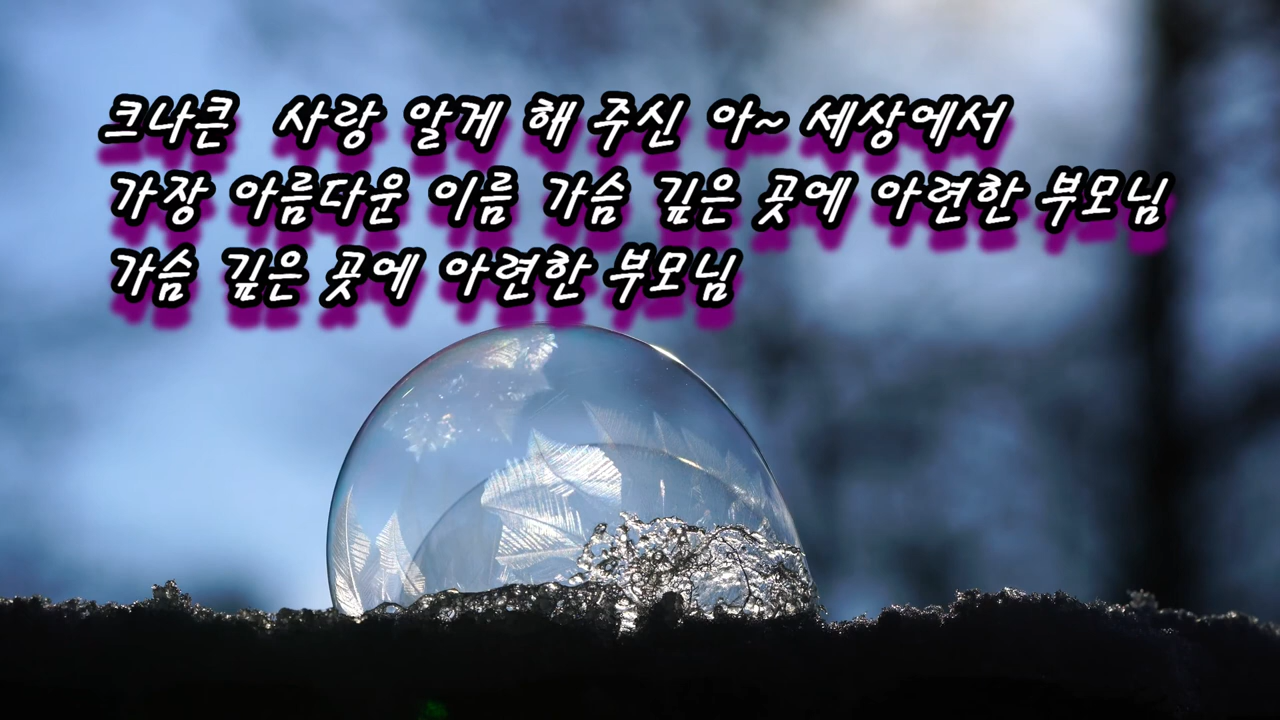 크나큰 사랑 알게 해 주신 아~ 세상에서
가장 아름다운 이름 가슴 깊은 곳에 아련한 부모님
가슴 깊은 곳에 아련한 부모님